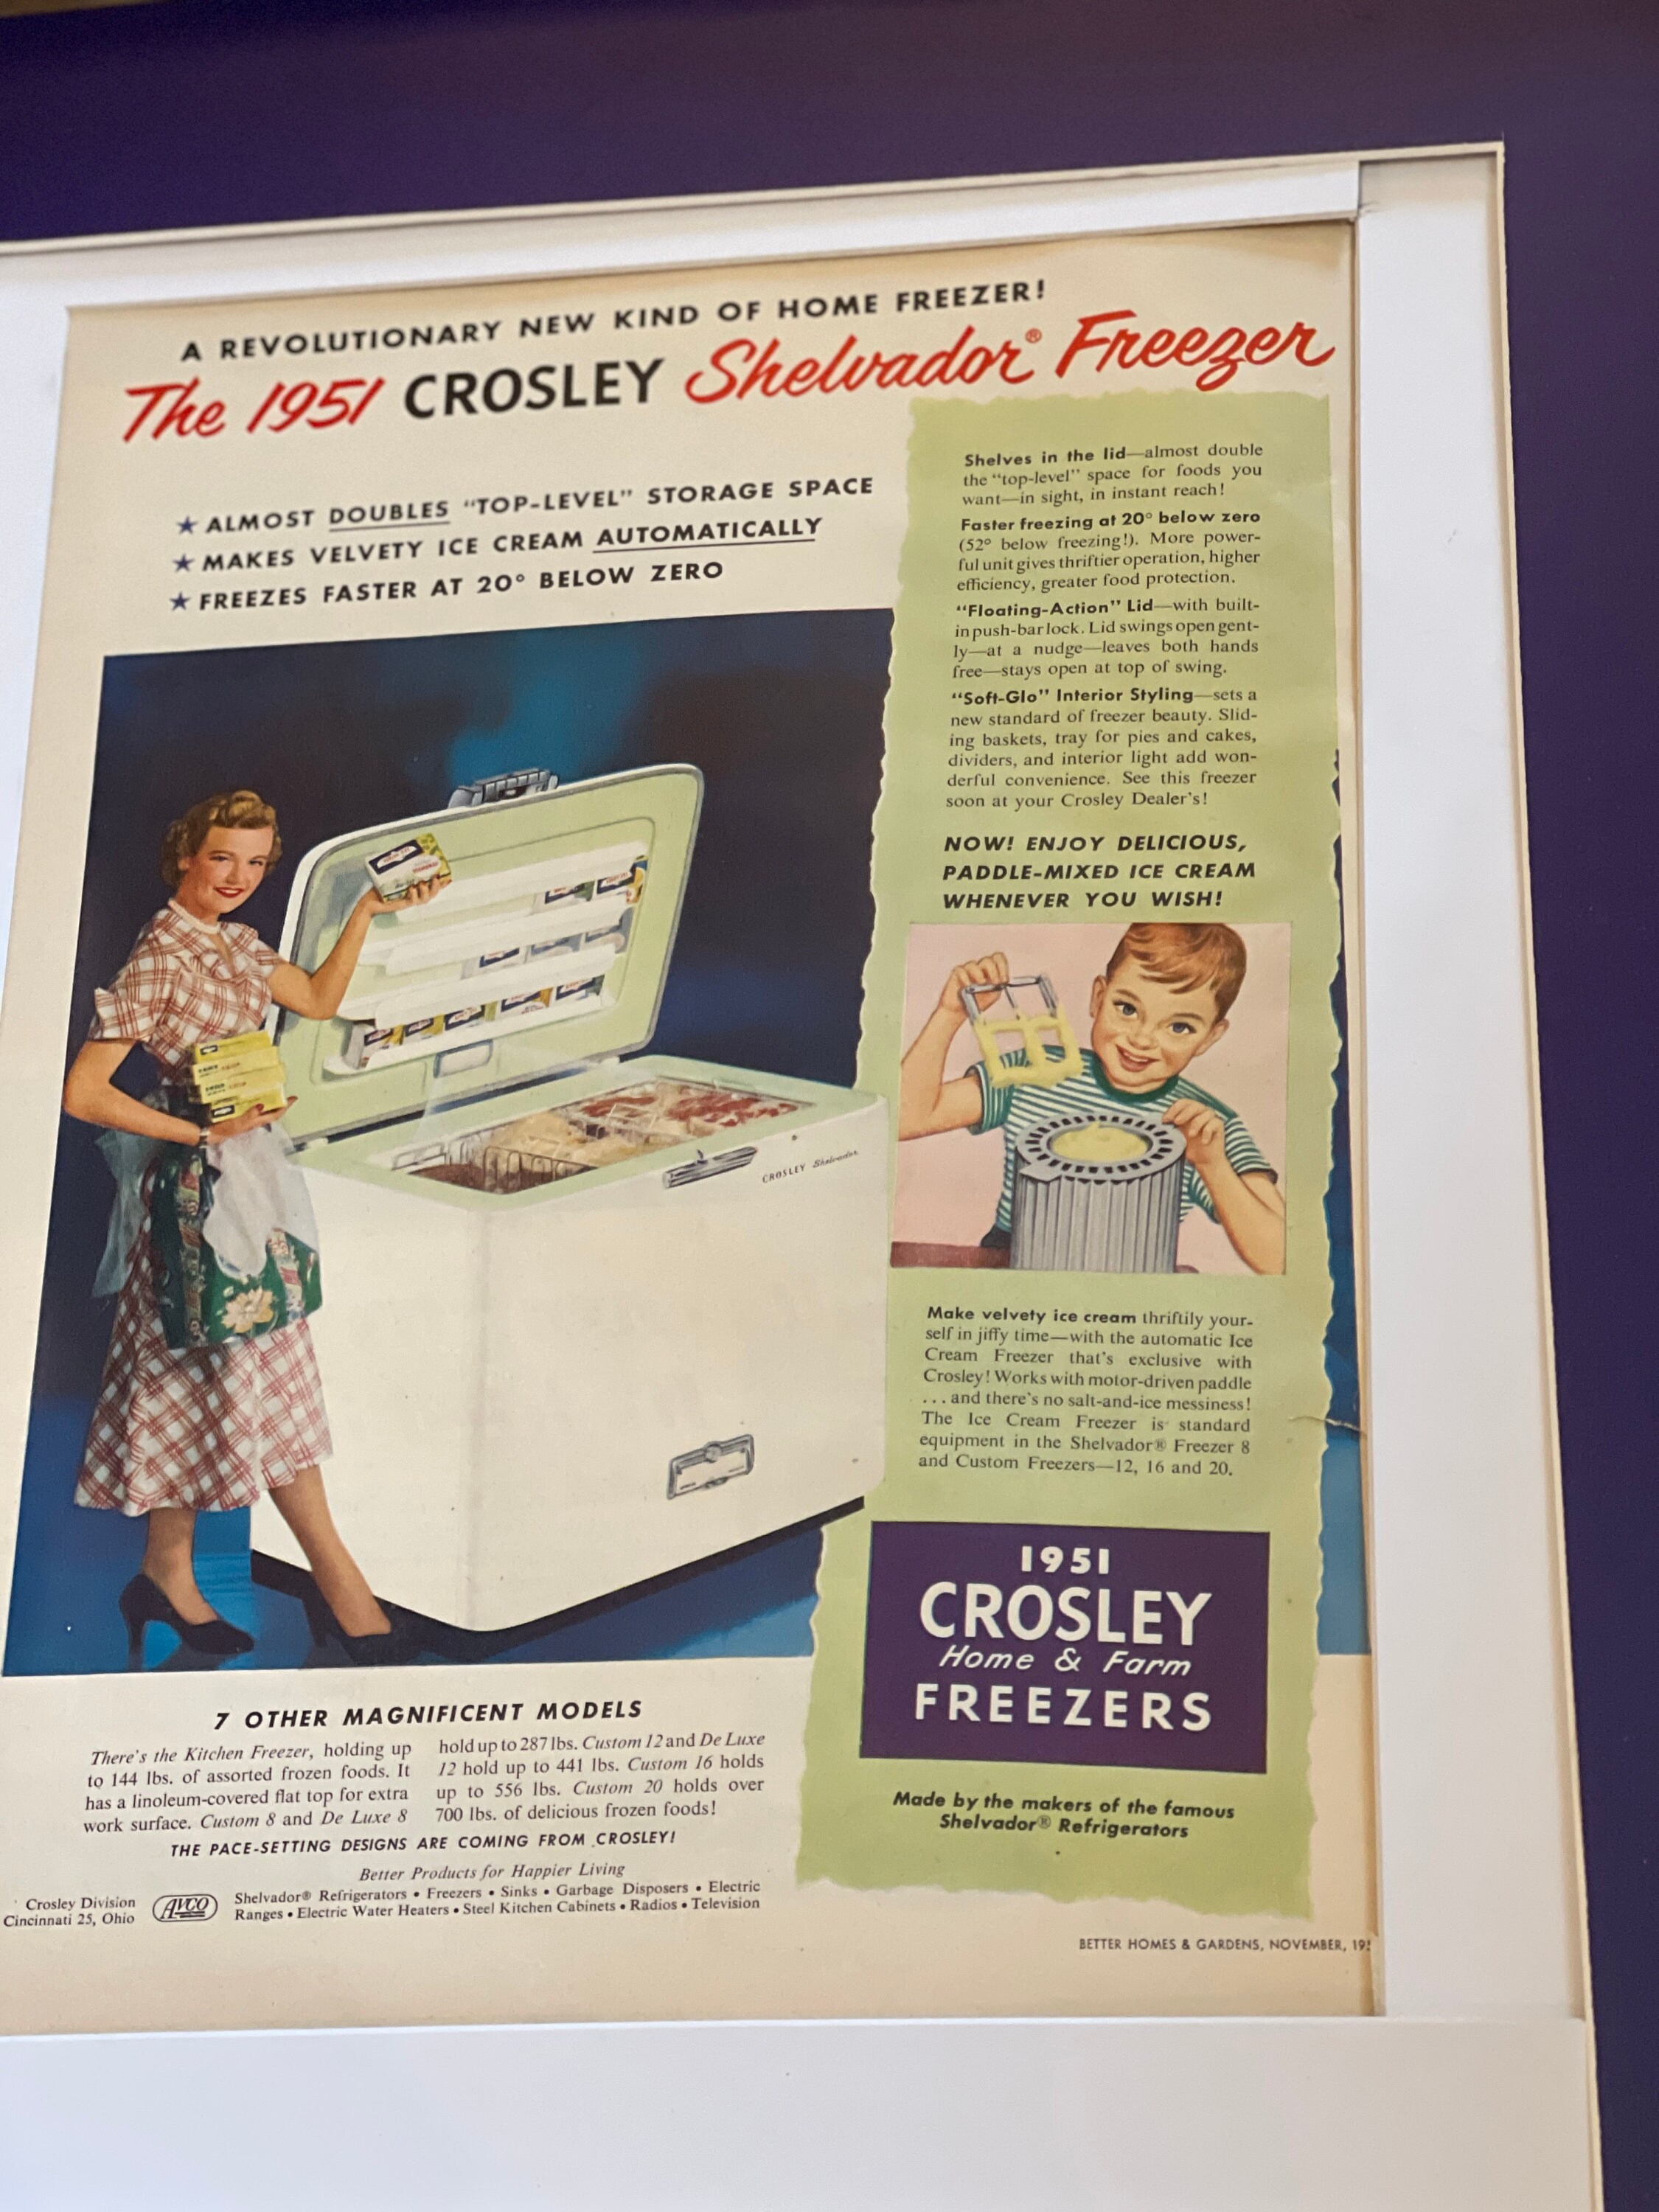 A REVOLUTIONARY NEW KIND OF HOME FREEZER!
The 1951 CROSLEY Shelvador® Freezer
★ ALMOST DOUBLES "TOP-LEVEL" STORAGE SPACE
★ MAKES VELVETY ICE CREAM AUTOMATICALLY
★ FREEZES FASTER AT 20° BELOW ZERO
CROSLEY Shelvador
Shelves in the lid—almost double
the "top-level" space for foods you
want—in sight, in instant reach!
Faster freezing at 20° below zero
(52° below freezing!). More power-
ful unit gives thriftier operation, higher
efficiency, greater food protection.
"Floating-Action" Lid—with built-
in push-bar lock. Lid swings open gent-
ly—at a nudge—leaves both hands
free—stays open at top of swing.
"Soft-Glo" Interior Styling—sets a
new standard of freezer beauty. Slid-
ing baskets, tray for pies and cakes,
dividers, and interior light add won-
derful convenience. See this freezer
soon at your Crosley Dealer's!
NOW! ENJOY DELICIOUS,
PADDLE-MIXED ICE CREAM
WHENEVER YOU WISH!
Make velvety ice cream thriftily your-
self in jiffy time—with the automatic Ice
Cream Freezer that's exclusive with
Crosley! Works with motor-driven paddle
...and there's no salt-and-ice messiness!
The Ice Cream Freezer is standard
equipment in the Shelvador® Freezer 8
and Custom Freezers—12, 16 and 20.
1951
CROSLEY
Home & Farm
FREEZERS
Made by the makers of the famous
Shelvador® Refrigerators
7 OTHER MAGNIFICENT MODELS
There's the Kitchen Freezer, holding up
to 144 lbs. of assorted frozen foods. It
has a linoleum-covered flat top for extra
work surface. Custom 8 and De Luxe 8
hold up to 287 lbs. Custom 12 and De Luxe
12 hold up to 441 lbs. Custom 16 holds
up to 556 lbs. Custom 20 holds over
700 lbs. of delicious frozen foods!
THE PACE-SETTING DESIGNS ARE COMING FROM CROSLEY!
Better Products for Happier Living
Crosley Division
Cincinnati 25, Ohio
AVCO
Shelvador® Refrigerators • Freezers • Sinks • Garbage Disposers • Electric
Ranges • Electric Water Heaters • Steel Kitchen Cabinets • Radios • Television
BETTER HOMES & GARDENS, NOVEMBER,